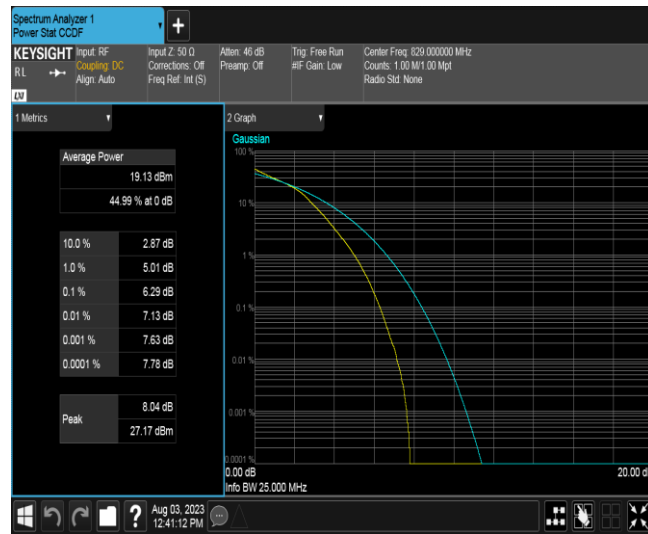 Spectrum Analyzer 1
Power Stat CCDF
+
KEYSIGHT
RL
LXI
Input: RF
Coupling: DC
Align: Auto
Input Z: 50 Ω
Corrections: Off
Freq Ref: Int (S)
Atten: 46 dB
Preamp: Off
Trig: Free Run
#IF Gain: Low
Center Freq: 829.000000 MHz
Counts: 1.00 M/1.00 Mpt
Radio Std: None
1 Metrics
Average Power
19.13 dBm
44.99 % at 0 dB
10.0 % 2.87 dB
1.0 % 5.01 dB
0.1 % 6.29 dB
0.01 % 7.13 dB
0.001 % 7.63 dB
0.0001 % 7.78 dB
Peak
8.04 dB
27.17 dBm
2 Graph
Gaussian
100 %
10 %
1 %
0.1 %
0.01 %
0.001 %
0.0001 %
0.00 dB
20.00 d
Info BW 25.000 MHz
?
Aug 03, 2023
12:41:12 PM